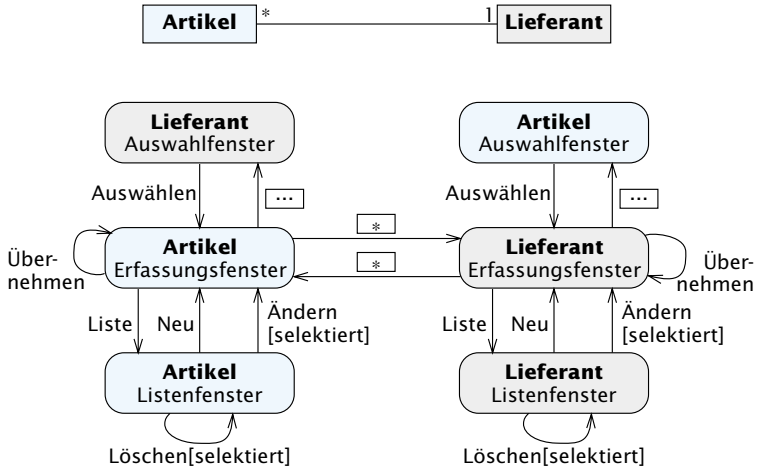 Artikel * 1 Lieferant
Lieferant
Auswahlfenster
Artikel
Auswahlfenster
Auswählen ... Auswählen ...
*
Artikel
Erfassungsfenster
Lieferant
Erfassungsfenster
*
Über-
nehmen
Über-
nehmen
Liste Neu Ändern
[selektiert]
Liste Neu Ändern
[selektiert]
Artikel
Listenfenster
Lieferant
Listenfenster
Löschen[selektiert] Löschen[selektiert]